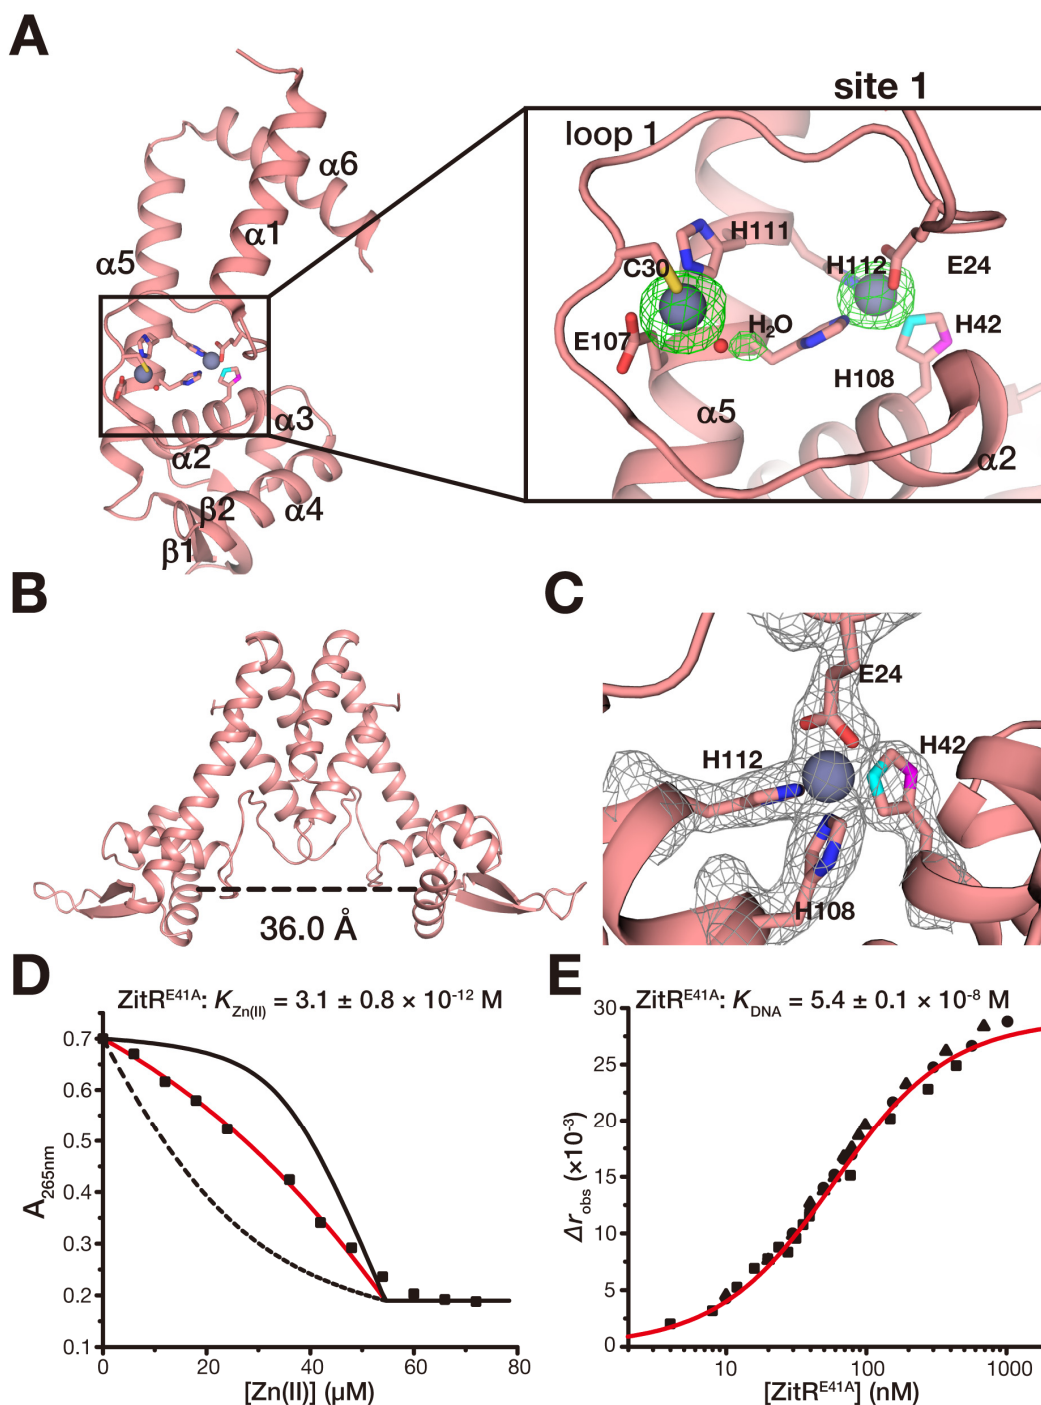 A
site 1
loop 1
α6
α1
α5
α3
α2
β2
α4
β1
H111
C30
H112
E24
H₂O
H42
E107
H108
α5
α2
B
36.0 Å
C
E24
H42
H112
H108
D
ZitRᴱ⁴¹ᴬ: K Zn(II) = 3.1 ± 0.8 × 10⁻¹² M
0.7
0.6
0.5
0.4
0.3
0.2
0.1
A265nm
0 20 40 60 80
[Zn(II)] (µM)
E
ZitRᴱ⁴¹ᴬ: K DNA = 5.4 ± 0.1 × 10⁻⁸ M
30
25
20
15
10
5
0
Δr obs (×10⁻³)
10 100 1000
[ZitRᴱ⁴¹ᴬ] (nM)